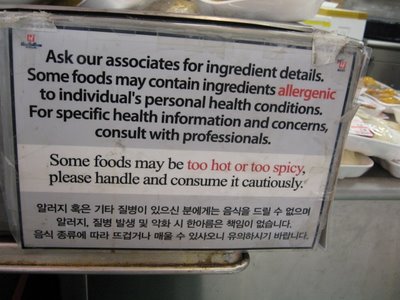 Ask our associates for ingredient details.
Some foods may contain ingredients allergenic
to individual's personal health conditions.
For specific health information and concerns,
consult with professionals.
Some foods may be too hot or too spicy,
please handle and consume it cautiously.
알러지 혹은 기타 질병이 있으신 분에게는 음식을 드릴 수 없으며
알러지, 질병 발생 및 악화 시 한아름은 책임이 없습니다.
음식 종류에 따라 뜨겁거나 매울 수 있사오니 유의하시기 바랍니다.